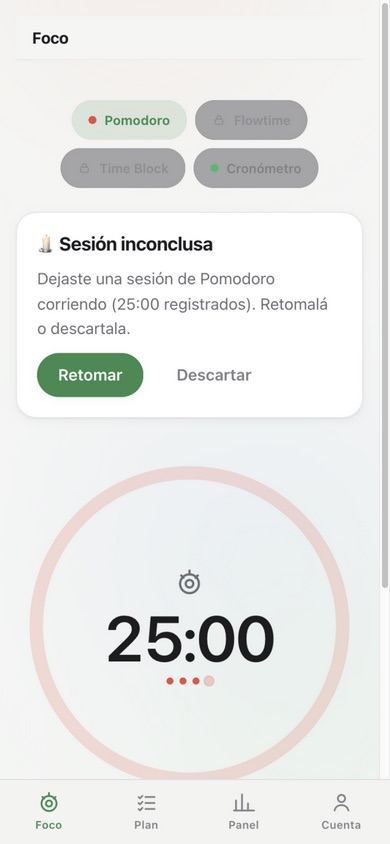 Foco
Pomodoro
Flowtime
Time Block
Cronómetro
Sesión inconclusa
Dejaste una sesión de Pomodoro
corriendo (25:00 registrados). Retomalá
o descartala.
Retomar
Descartar
25:00
Foco
Plan
Panel
Cuenta